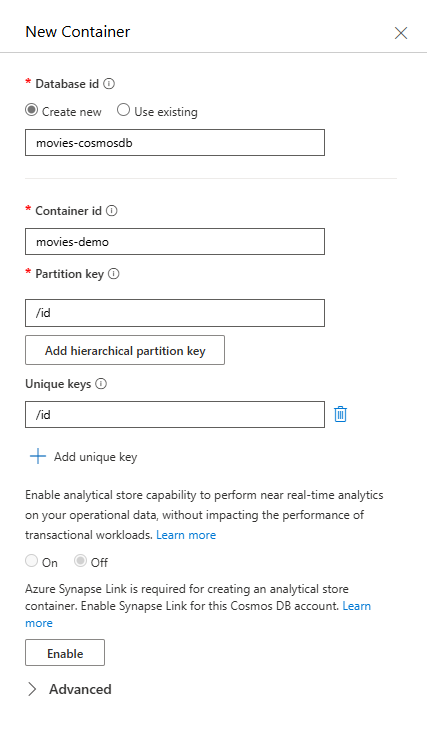 New Container
* Database id
Create new Use existing
movies-cosmosdb
* Container id
movies-demo
* Partition key
/id
Add hierarchical partition key
Unique keys
/id
Add unique key
Enable analytical store capability to perform near real-time analytics
on your operational data, without impacting the performance of
transactional workloads. Learn more
On Off
Azure Synapse Link is required for creating an analytical store
container. Enable Synapse Link for this Cosmos DB account. Learn
more
Enable
Advanced